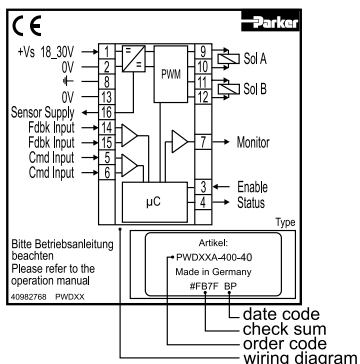 CE
Parker
+Vs 18_30V 1
0V 2
8
0V 13
Sensor Supply 16
Fdbk Input 14
Fdbk Input 15
Cmd Input 5
Cmd Input 6
PWM
µC
9 Sol A
10
11 Sol B
12
7 Monitor
3 Enable
4 Status
Type
Bitte Betriebsanleitung
beachten
Please refer to the
operation manual
40982768 PWDXX
Artikel:
PWDXXA-400-40
Made in Germany
#FB7F BP
date code
check sum
order code
wiring diagram